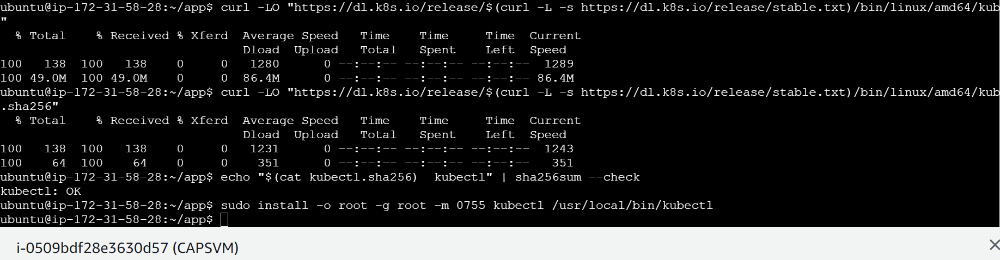 ubuntu@ip-172-31-58-28:~/app$ curl -LO "https://dl.k8s.io/release/$(curl -L -s https://dl.k8s.io/release/stable.txt)/bin/linux/amd64/kub
"
  % Total    % Received % Xferd  Average Speed   Time    Time     Time  Current
                                 Dload  Upload   Total   Spent    Left  Speed
100   138  100   138    0     0   1280      0 --:--:-- --:--:-- --:--:--  1289
100 49.0M  100 49.0M    0     0  86.4M      0 --:--:-- --:--:-- --:--:-- 86.4M
ubuntu@ip-172-31-58-28:~/app$ curl -LO "https://dl.k8s.io/release/$(curl -L -s https://dl.k8s.io/release/stable.txt)/bin/linux/amd64/kub
.sha256"
  % Total    % Received % Xferd  Average Speed   Time    Time     Time  Current
                                 Dload  Upload   Total   Spent    Left  Speed
100   138  100   138    0     0   1231      0 --:--:-- --:--:-- --:--:--  1243
100    64  100    64    0     0    351      0 --:--:-- --:--:-- --:--:--   351
ubuntu@ip-172-31-58-28:~/app$ echo "$(cat kubectl.sha256)  kubectl" | sha256sum --check
kubectl: OK
ubuntu@ip-172-31-58-28:~/app$ sudo install -o root -g root -m 0755 kubectl /usr/local/bin/kubectl
ubuntu@ip-172-31-58-28:~/app$
i-0509bdf28e3630d57 (CAPSVM)